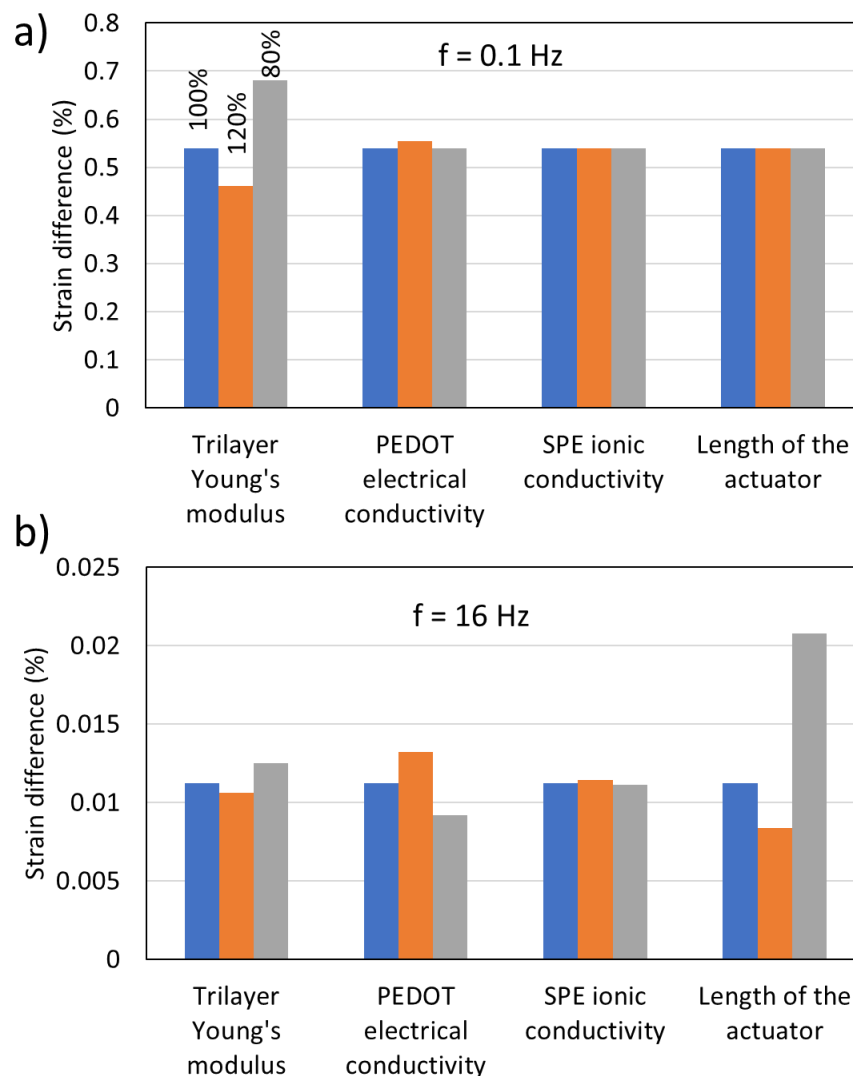 a)
f = 0.1 Hz
Strain difference (%)
0.8
0.7
0.6
0.5
0.4
0.3
0.2
0.1
0
100%
120%
80%
Trilayer
Young's
modulus
PEDOT
electrical
conductivity
SPE ionic
conductivity
Length of the
actuator
b)
f = 16 Hz
Strain difference (%)
0.025
0.02
0.015
0.01
0.005
0
Trilayer
Young's
modulus
PEDOT
electrical
conductivity
SPE ionic
conductivity
Length of the
actuator